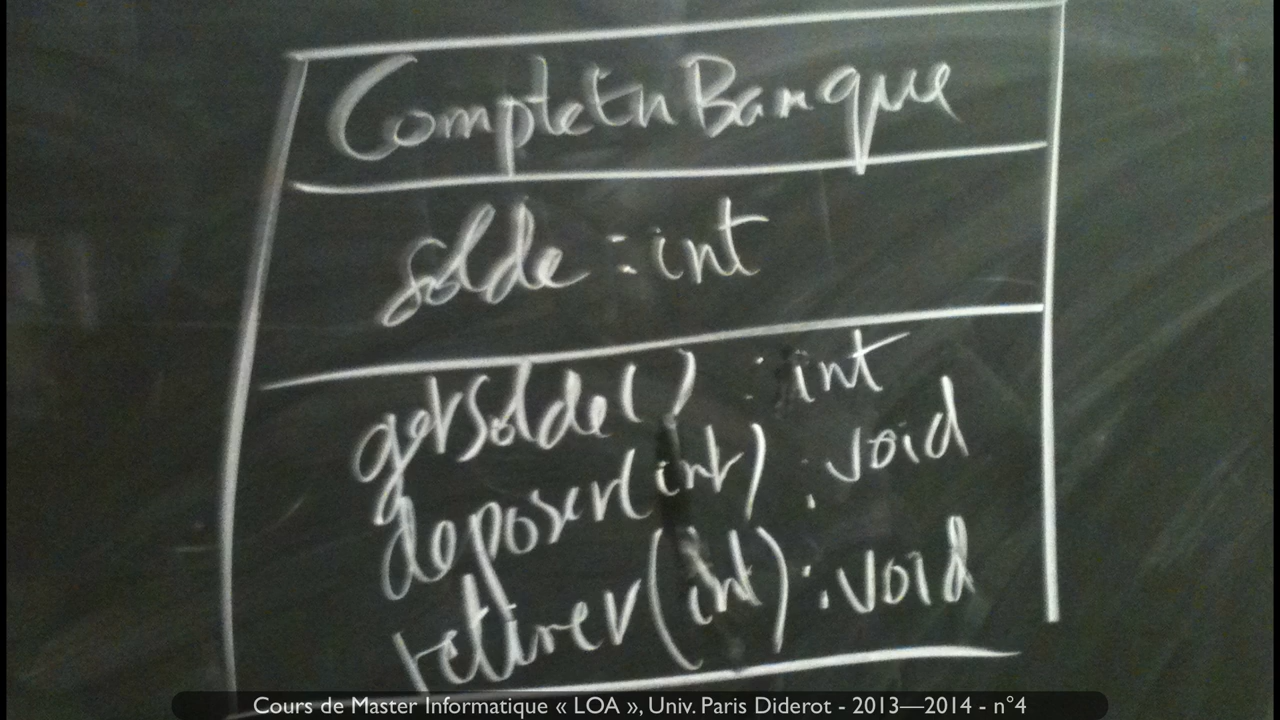 CompteEnBanque
solde : int
getSolde() : int
deposer(int) : void
retirer(int) : void
Cours de Master Informatique « LOA », Univ. Paris Diderot - 2013—2014 - n°4